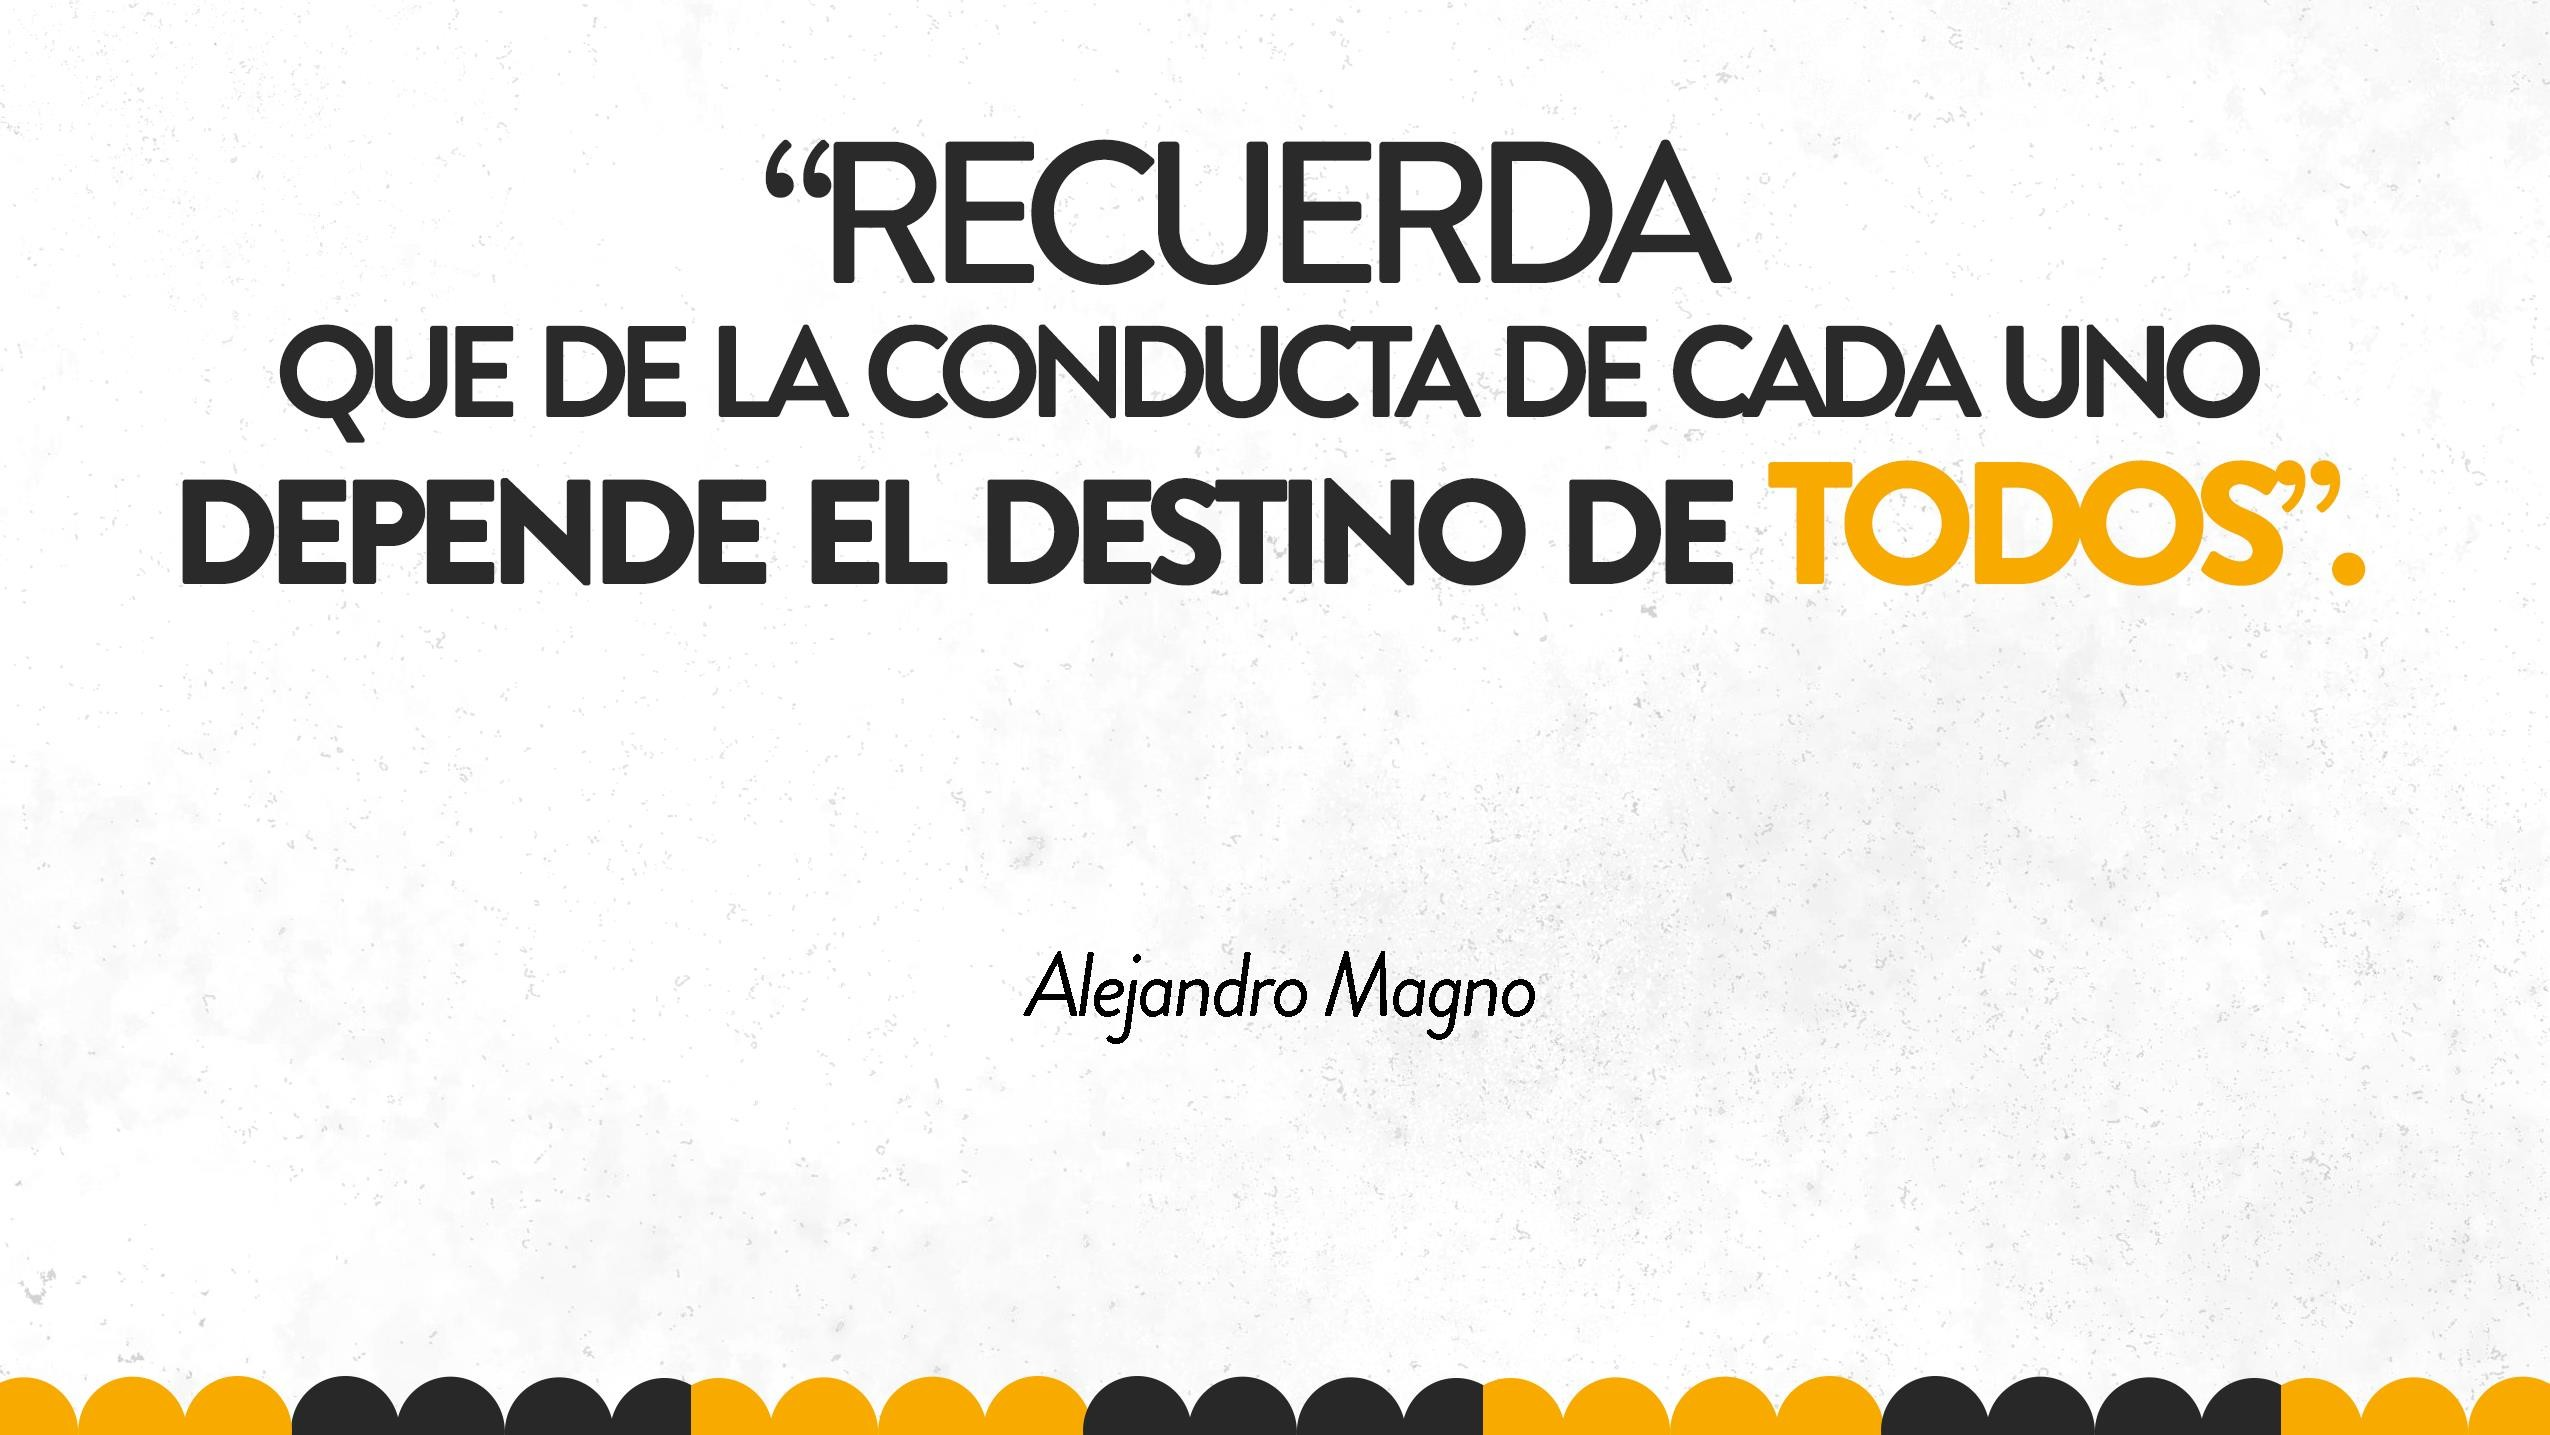 “RECUERDA
QUE DE LA CONDUCTA DE CADA UNO
DEPENDE EL DESTINO DE TODOS”.
Alejandro Magno